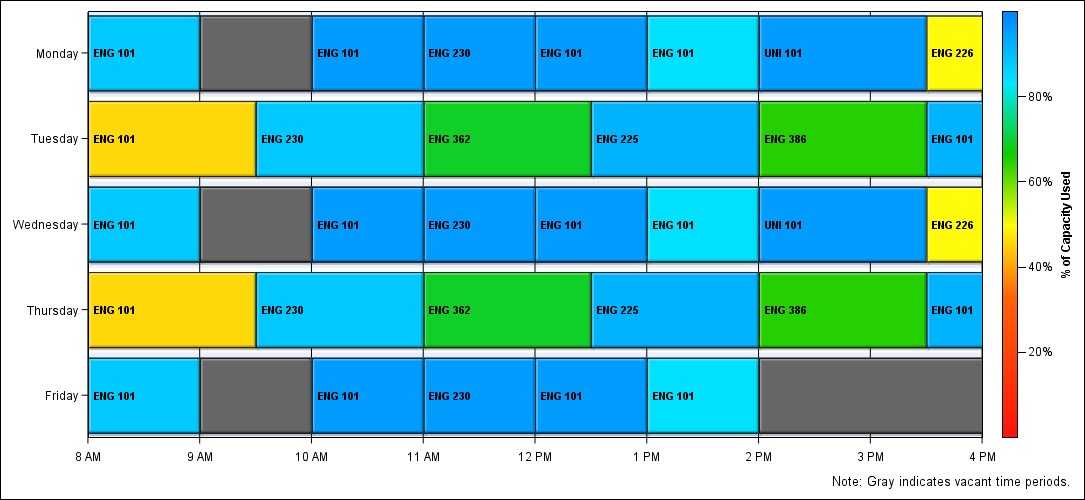 Monday
ENG 101
ENG 101
ENG 230
ENG 101
ENG 101
UNI 101
ENG 226
Tuesday
ENG 101
ENG 230
ENG 362
ENG 225
ENG 386
ENG 101
Wednesday
ENG 101
ENG 101
ENG 230
ENG 101
ENG 101
UNI 101
ENG 226
Thursday
ENG 101
ENG 230
ENG 362
ENG 225
ENG 386
ENG 101
Friday
ENG 101
ENG 101
ENG 230
ENG 101
ENG 101
8 AM
9 AM
10 AM
11 AM
12 PM
1 PM
2 PM
3 PM
4 PM
80%
60%
40%
20%
% of Capacity Used
Note: Gray indicates vacant time periods.